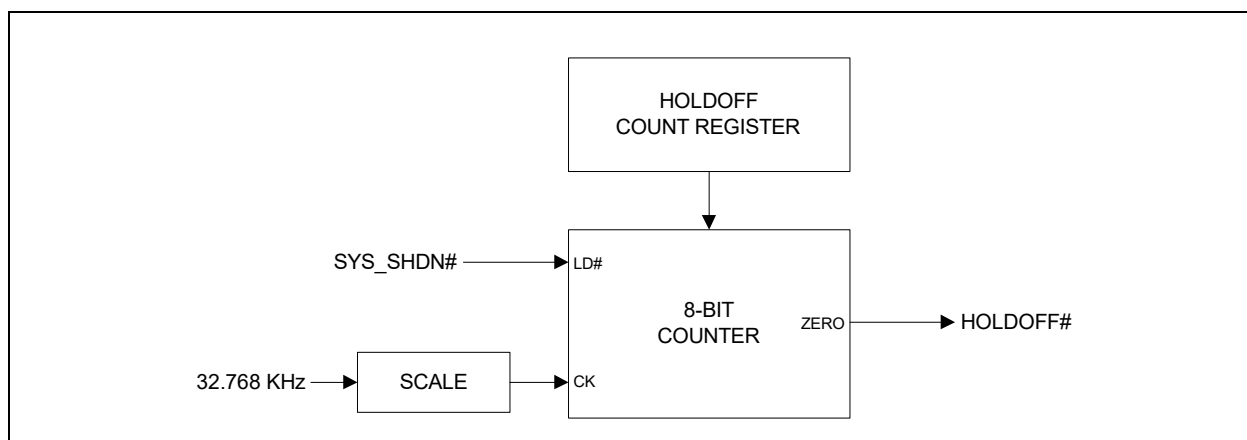 HOLDOFF
COUNT REGISTER
SYS_SHDN#
LD#
8-BIT
COUNTER
ZERO
HOLDOFF#
32.768 KHz
SCALE
CK